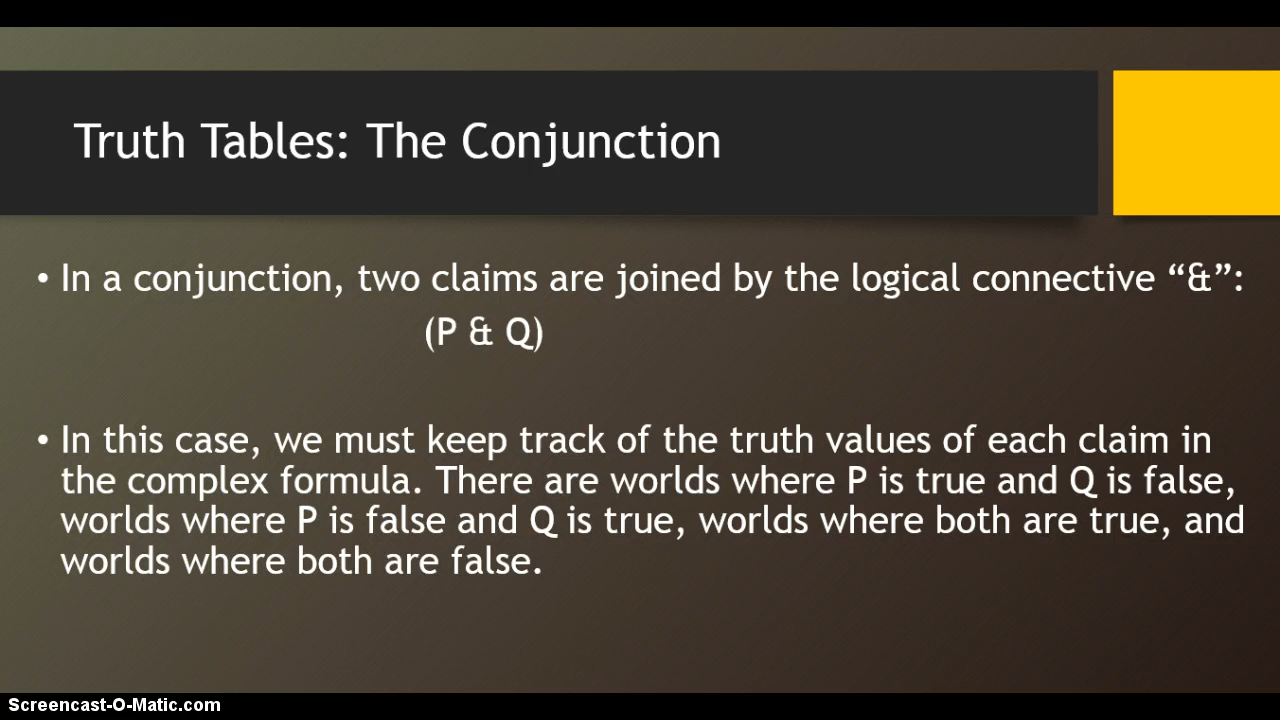 Truth Tables: The Conjunction
• In a conjunction, two claims are joined by the logical connective “&”:
(P & Q)
• In this case, we must keep track of the truth values of each claim in
the complex formula. There are worlds where P is true and Q is false,
worlds where P is false and Q is true, worlds where both are true, and
worlds where both are false.
Screencast-O-Matic.com